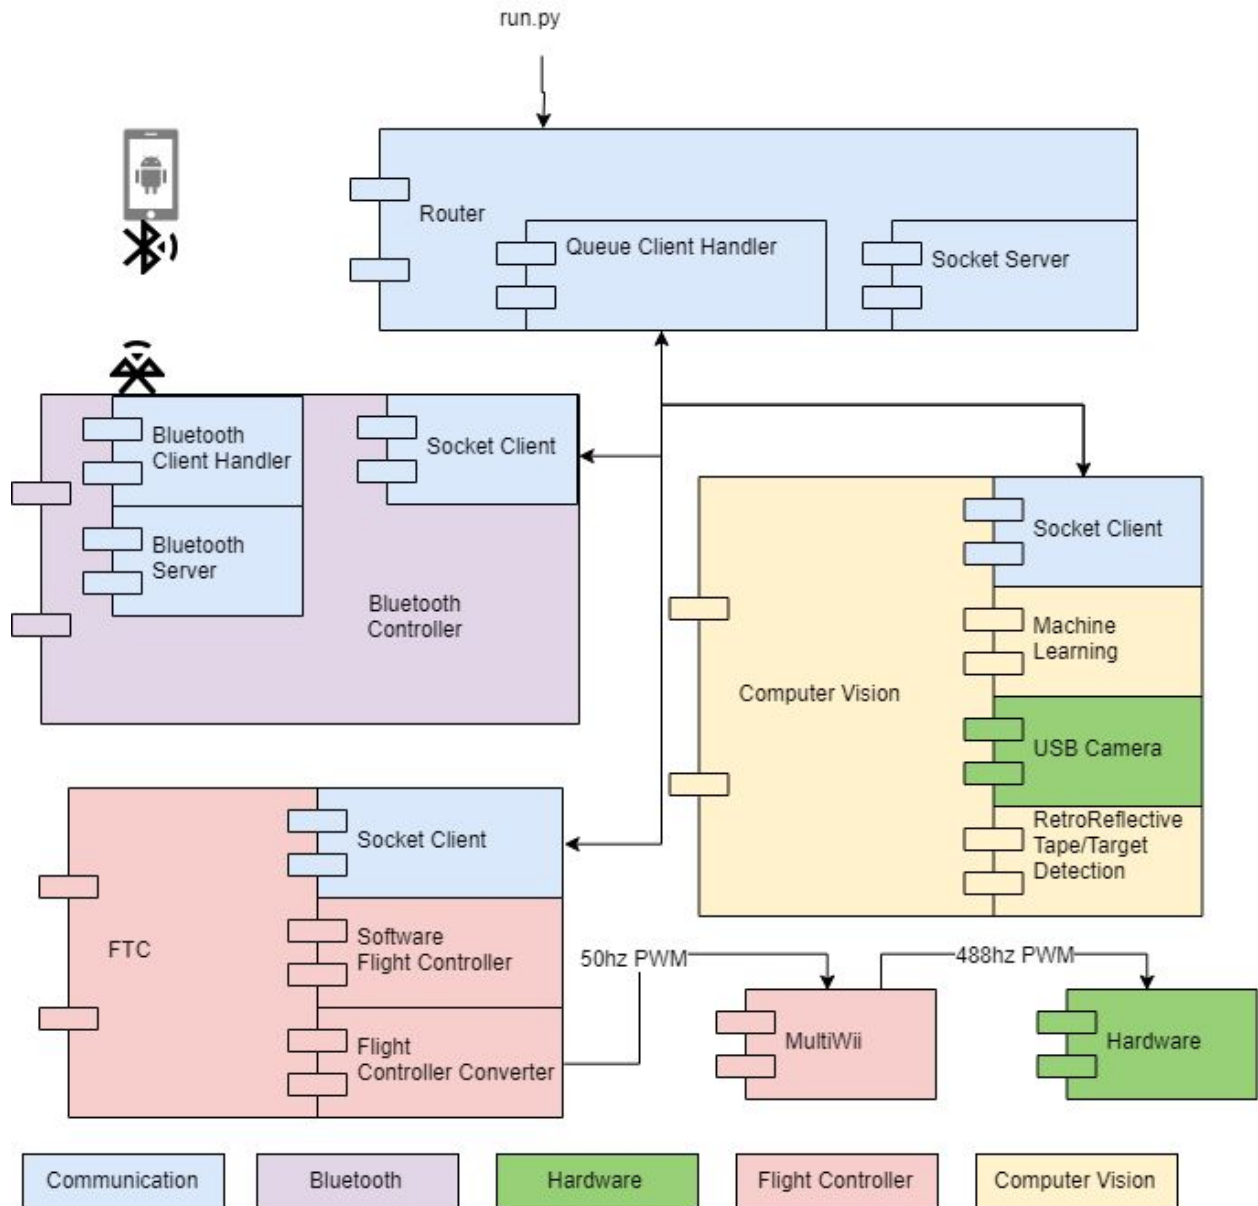 run.py
Router
Queue Client Handler
Socket Server
Bluetooth
Client Handler
Socket Client
Bluetooth
Server
Bluetooth
Controller
Socket Client
Machine
Learning
Computer Vision
USB Camera
RetroReflective
Tape/Target
Detection
Socket Client
FTC
Software
Flight Controller
Flight
Controller Converter
50hz PWM
488hz PWM
MultiWii
Hardware
Communication
Bluetooth
Hardware
Flight Controller
Computer Vision